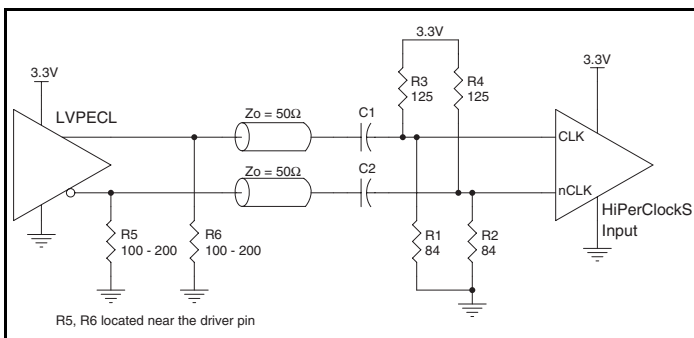 3.3V
3.3V
3.3V
LVPECL
R3
125
R4
125
Zo = 50Ω
C1
CLK
Zo = 50Ω
C2
nCLK
HiPerClockS
Input
R5
100 - 200
R6
100 - 200
R1
84
R2
84
R5, R6 located near the driver pin